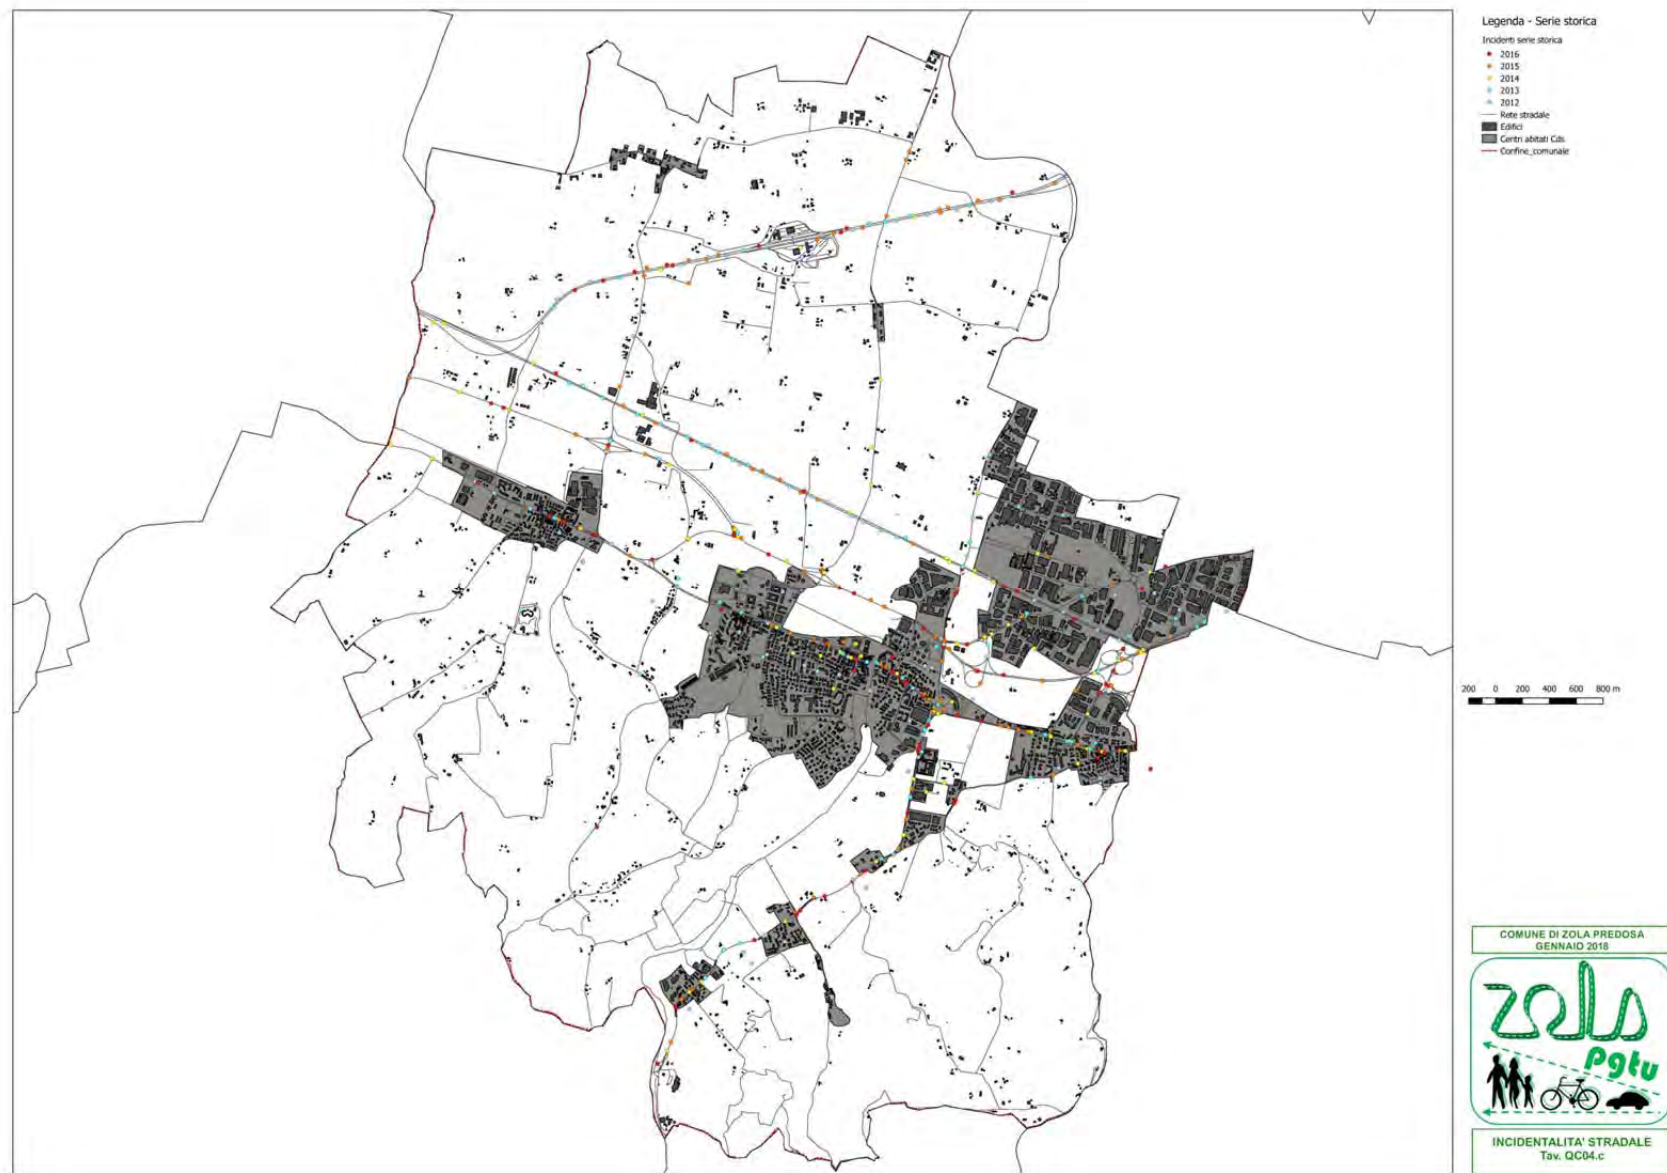 Legenda - Serie storica
Incidenti serie storica
2016
2015
2014
2013
2012
Rete stradale
Edifici
Centri abitati Cds
Confine_comunale
200 0 200 400 600 800 m
COMUNE DI ZOLA PREDOSA
GENNAIO 2018
zola
pgtu
INCIDENTALITA' STRADALE
Tav. QC04.c